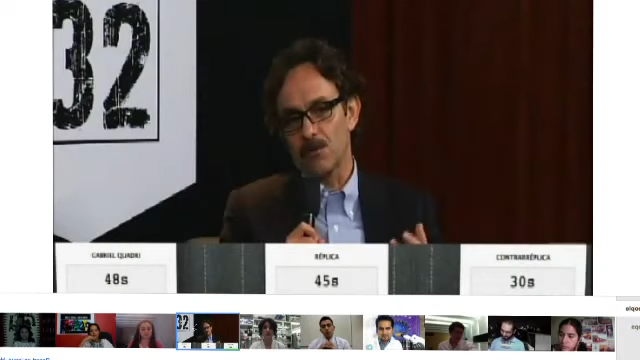 32
GABRIEL QUADRI
RÉPLICA
CONTRARRÉPLICA
48s
45s
30s
32